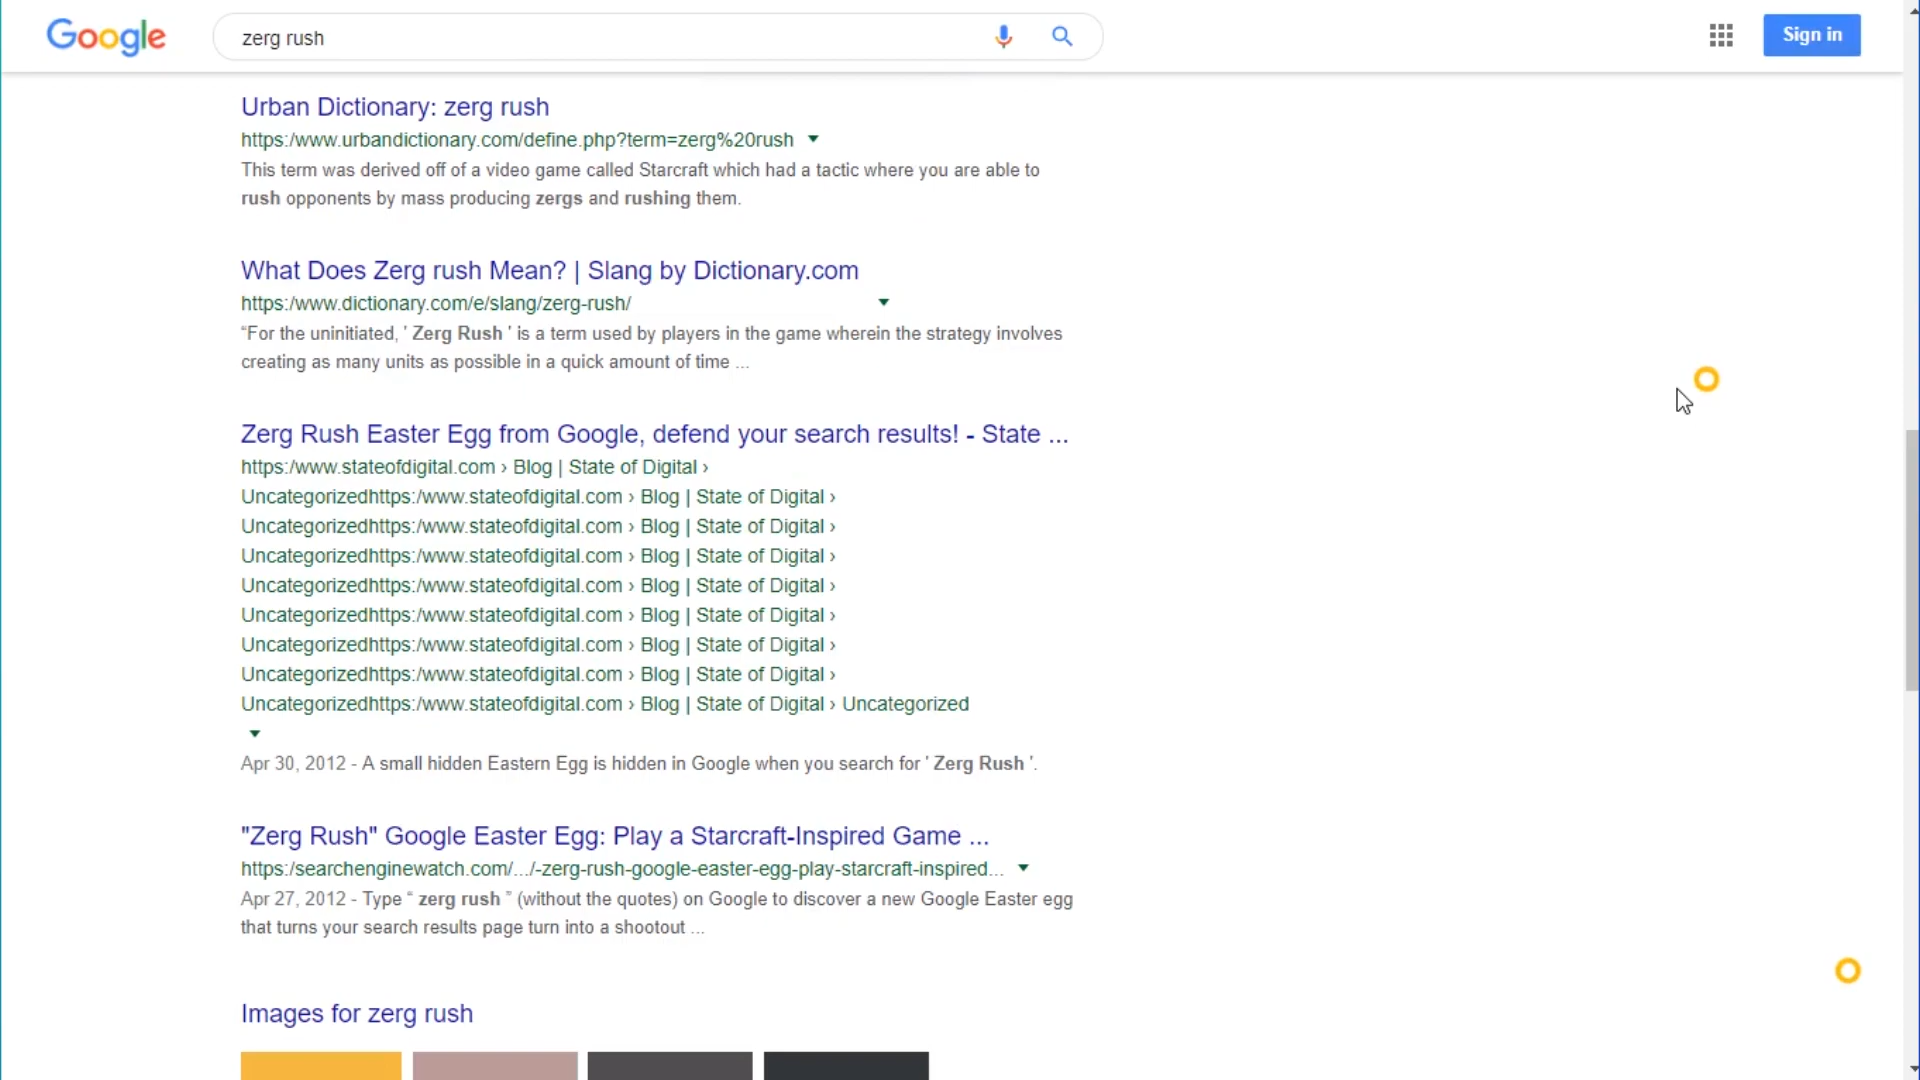 Google
zerg rush
Sign in
Urban Dictionary: zerg rush
https:/www.urbandictionary.com/define.php?term=zerg%20rush
This term was derived off of a video game called Starcraft which had a tactic where you are able to
rush opponents by mass producing zergs and rushing them.
What Does Zerg rush Mean? | Slang by Dictionary.com
https:/www.dictionary.com/e/slang/zerg-rush/
“For the uninitiated, ' Zerg Rush ' is a term used by players in the game wherein the strategy involves
creating as many units as possible in a quick amount of time ...
Zerg Rush Easter Egg from Google, defend your search results! - State ...
https:/www.stateofdigital.com › Blog | State of Digital ›
Uncategorizedhttps:/www.stateofdigital.com › Blog | State of Digital ›
Uncategorizedhttps:/www.stateofdigital.com › Blog | State of Digital ›
Uncategorizedhttps:/www.stateofdigital.com › Blog | State of Digital ›
Uncategorizedhttps:/www.stateofdigital.com › Blog | State of Digital ›
Uncategorizedhttps:/www.stateofdigital.com › Blog | State of Digital ›
Uncategorizedhttps:/www.stateofdigital.com › Blog | State of Digital ›
Uncategorizedhttps:/www.stateofdigital.com › Blog | State of Digital ›
Uncategorizedhttps:/www.stateofdigital.com › Blog | State of Digital › Uncategorized
Apr 30, 2012 - A small hidden Eastern Egg is hidden in Google when you search for ' Zerg Rush '.
"Zerg Rush" Google Easter Egg: Play a Starcraft-Inspired Game ...
https:/searchenginewatch.com/.../-zerg-rush-google-easter-egg-play-starcraft-inspired...
Apr 27, 2012 - Type “ zerg rush ” (without the quotes) on Google to discover a new Google Easter egg
that turns your search results page turn into a shootout ...
Images for zerg rush